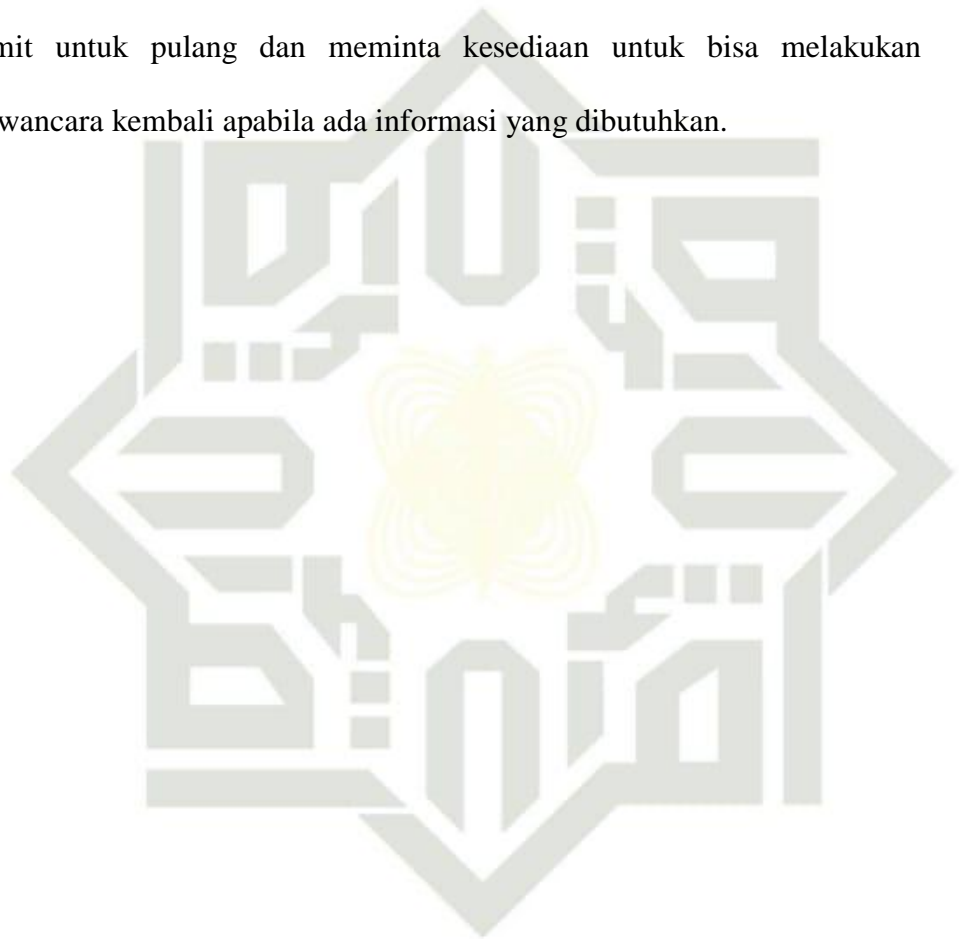 mit untuk pulang dan meminta kesediaan untuk bisa melakukan
wancara kembali apabila ada informasi yang dibutuhkan.